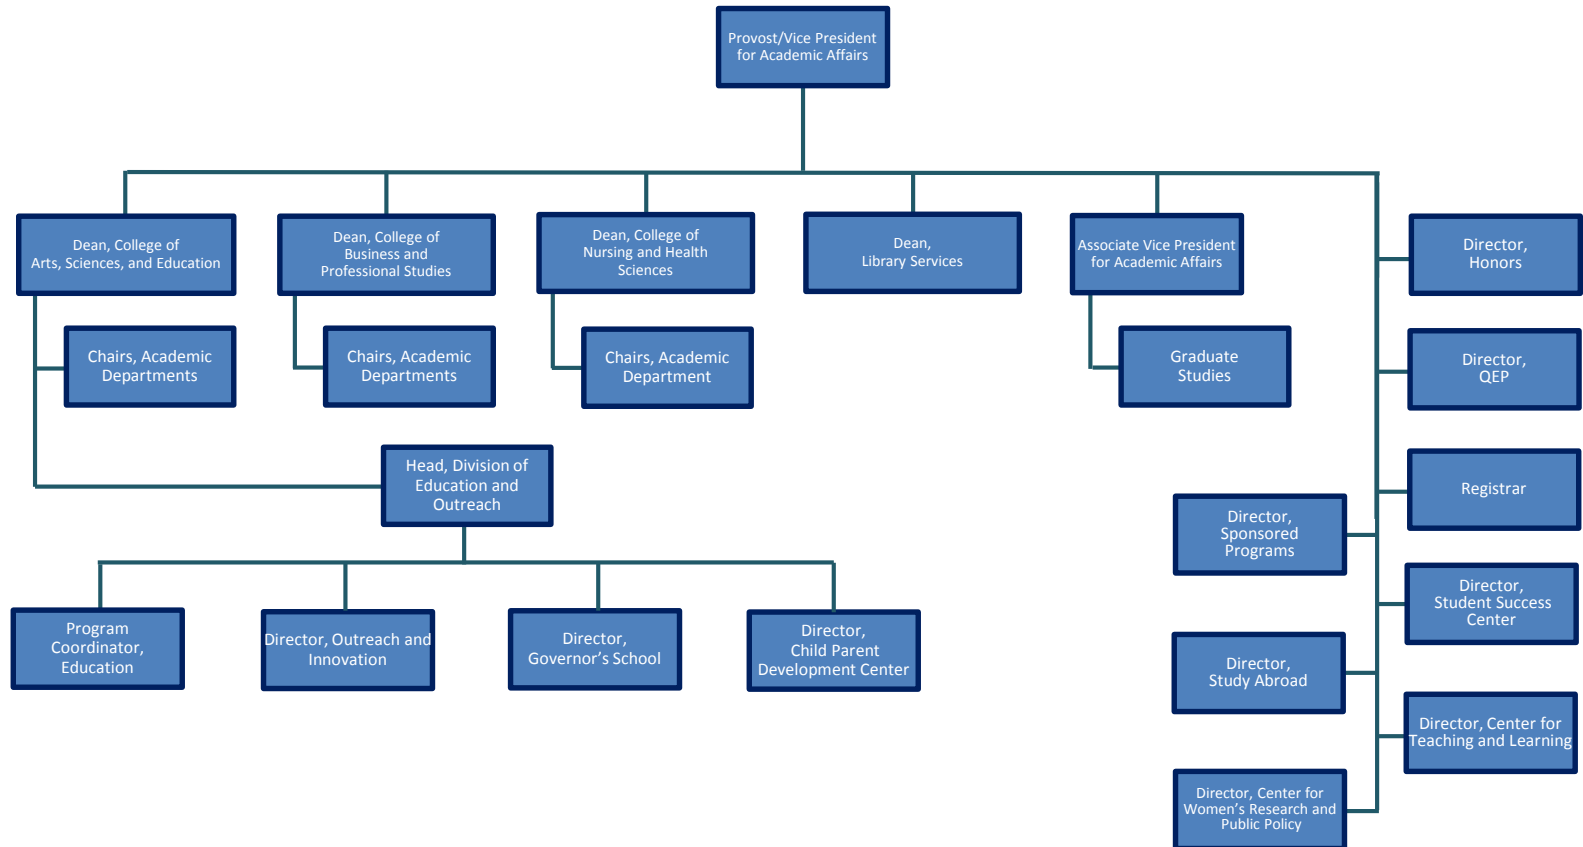 Provost/Vice President
for Academic Affairs
Dean, College of
Arts, Sciences, and Education
Dean, College of
Business and
Professional Studies
Dean, College of
Nursing and Health
Sciences
Dean,
Library Services
Associate Vice President
for Academic Affairs
Director,
Honors
Chairs, Academic
Departments
Chairs, Academic
Departments
Chairs, Academic
Department
Graduate
Studies
Director,
QEP
Head, Division of
Education and
Outreach
Registrar
Director,
Sponsored
Programs
Program
Coordinator,
Education
Director, Outreach and
Innovation
Director,
Governor’s School
Director,
Child Parent
Development Center
Director,
Student Success
Center
Director,
Study Abroad
Director, Center for
Teaching and Learning
Director, Center for
Women’s Research and
Public Policy